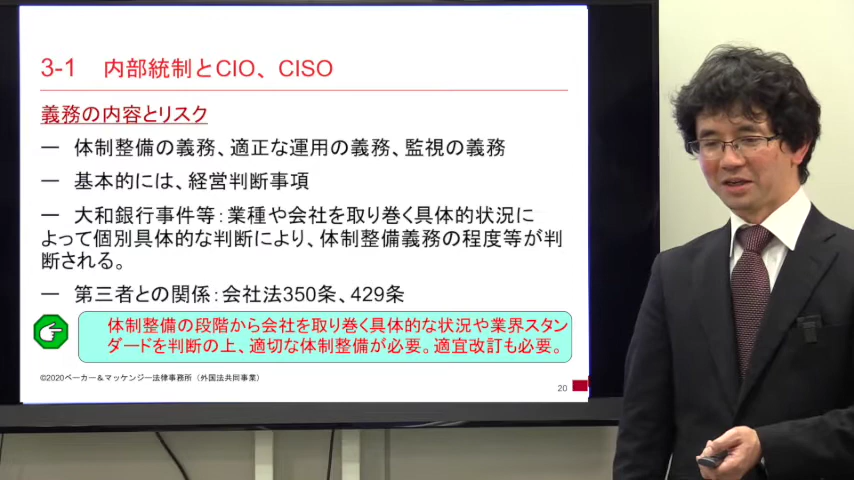 3-1 内部統制とCIO、CISO
義務の内容とリスク
― 体制整備の義務、適正な運用の義務、監視の義務
― 基本的には、経営判断事項
― 大和銀行事件等：業種や会社を取り巻く具体的状況に
よって個別具体的な判断により、体制整備義務の程度等が判
断される。
― 第三者との関係：会社法350条、429条
体制整備の段階から会社を取り巻く具体的な状況や業界スタン
ダードを判断の上、適切な体制整備が必要。適宜改訂も必要。
©2020ベーカー＆マッケンジー法律事務所（外国法共同事業）
20